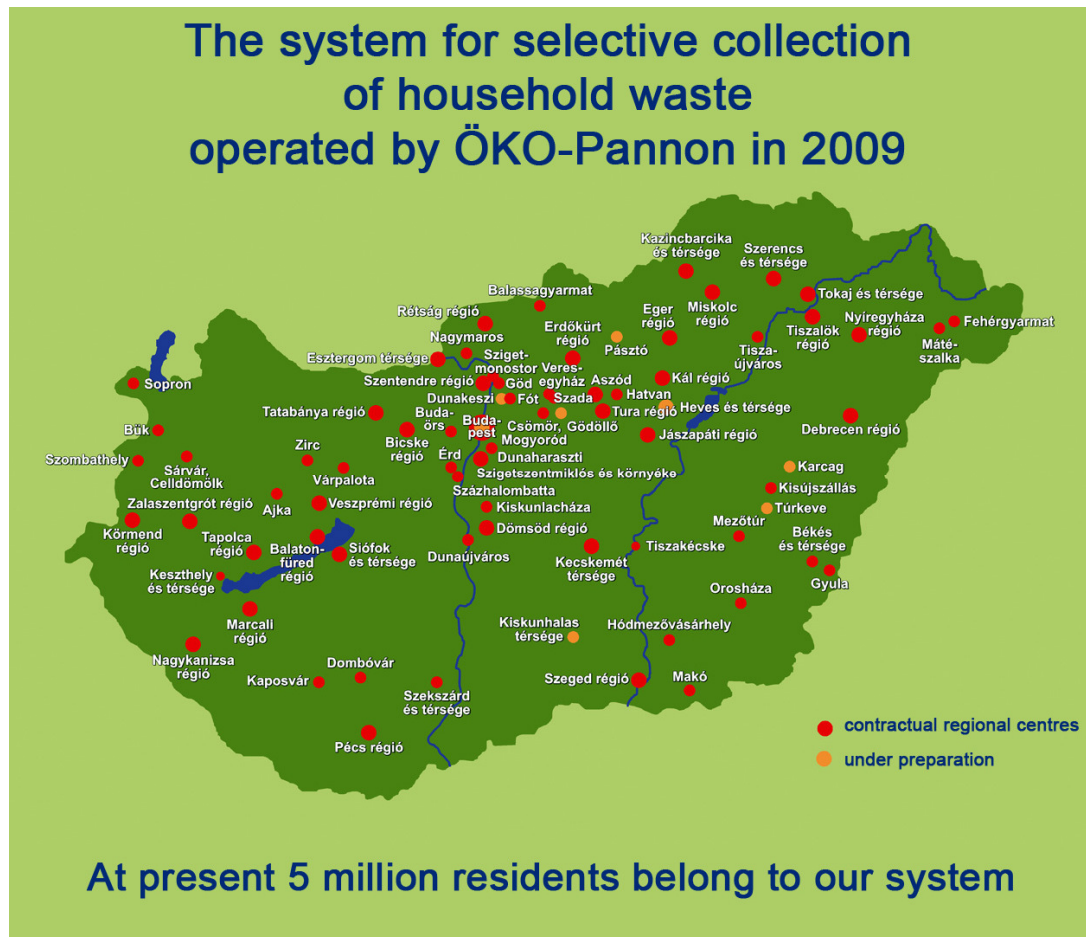 The system for selective collection
of household waste
operated by ÖKO-Pannon in 2009
Kazincbarcika
és térsége
Szerencs
és térsége
Balassagyarmat
Tokaj és térsége
Rétság régió
Miskolc
régió
Eger
régió
Erdőkürt
régió
Nyíregyháza
régió
Fehérgyarmat
Nagymaros
Pásztó
Tiszalök
régió
Máté-
szalka
Tisza-
újváros
Esztergom térsége
Sziget-
monostor
Veres-
egyház
Sopron
Szentendre régió
Göd
Aszód
Kál régió
Dunakeszi
Fót
Szada
Hatvan
Heves és térsége
Tatabánya régió
Buda-
örs
Buda-
pest
Csömör,
Gödöllő
Tura régió
Debrecen régió
Bük
Bicske
régió
Mogyoród
Jászapáti régió
Zirc
Érd
Dunaharaszti
Szombathely
Sárvár,
Celldömölk
Várpalota
Szigetszentmiklós és környéke
Karcag
Százhalombatta
Kisújszállás
Zalaszentgrót régió
Ajka
Veszprémi régió
Kiskunlacháza
Túrkeve
Körmend
régió
Tapolca
régió
Dömsöd régió
Mezőtúr
Balaton-
füred
régió
Siófok
és térsége
Dunaújváros
Kecskemét
térsége
Tiszakécske
Békés
és térsége
Keszthely
és térsége
Gyula
Orosháza
Marcali
régió
Kiskunhalas
térsége
Hódmezővásárhely
Nagykanizsa
régió
Dombóvár
Kaposvár
Szekszárd
és térsége
Szeged régió
Makó
Pécs régió
contractual regional centres
under preparation
At present 5 million residents belong to our system